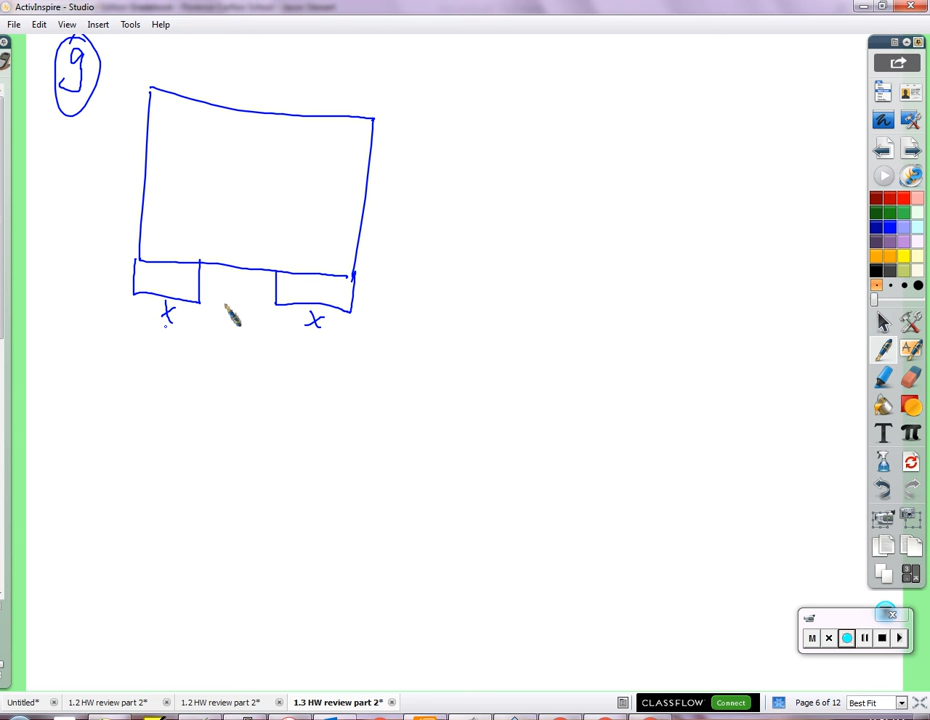 ActivInspire - Studio
File Edit View Insert Tools Help
9
x x
M
Untitled* 1.2 HW review part 2* 1.2 HW review part 2* 1.3 HW review part 2* CLASSFLOW Connect Page 6 of 12 Best Fit